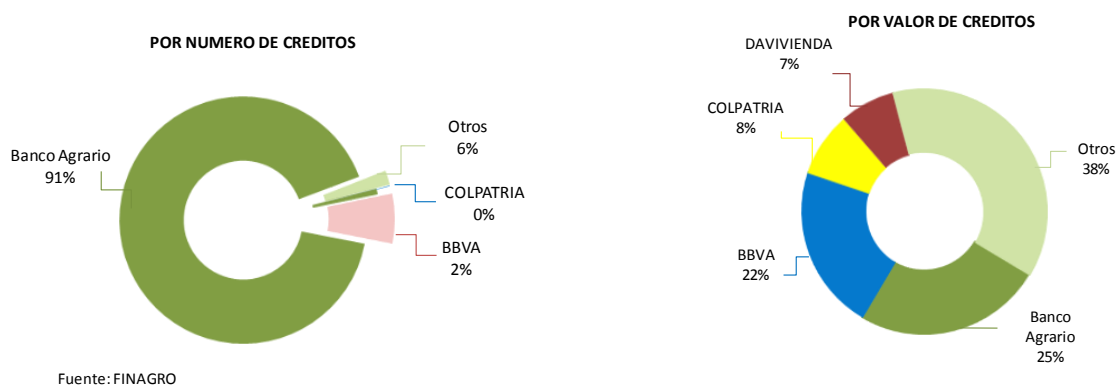 POR NUMERO DE CREDITOS
Banco Agrario
91%
Otros
6%
COLPATRIA
0%
BBVA
2%
Fuente: FINAGRO
POR VALOR DE CREDITOS
DAVIVIENDA
7%
COLPATRIA
8%
BBVA
22%
Otros
38%
Banco
Agrario
25%